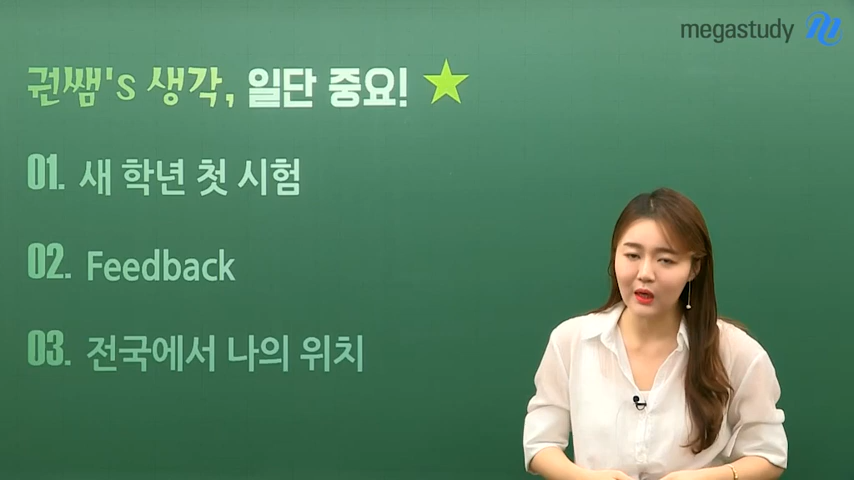 megastudy
권쌤's 생각, 일단 중요!
01. 새 학년 첫 시험
02. Feedback
03. 전국에서 나의 위치